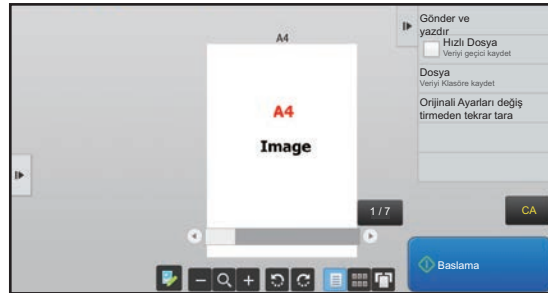 A4
A4
Image
1 / 7
Gönder ve
yazdır
Hızlı Dosya
Veriyi geçici kaydet
Dosya
Veriyi Klasöre kaydet
Orijinali Ayarları değiş
tirmeden tekrar tara
CA
Baslama